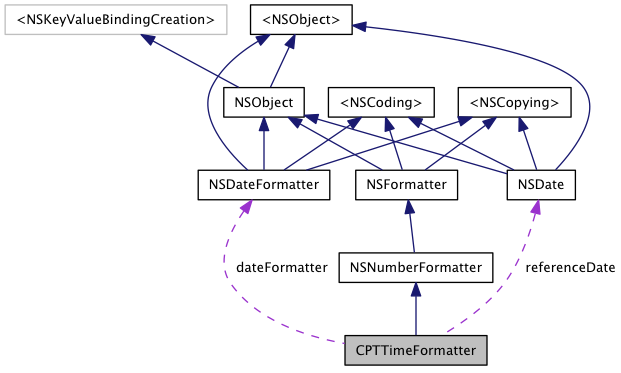 <NSKeyValueBindingCreation>
<NSObject>
NSObject
<NSCoding>
<NSCopying>
NSDateFormatter
NSFormatter
NSDate
dateFormatter
NSNumberFormatter
referenceDate
CPTTimeFormatter